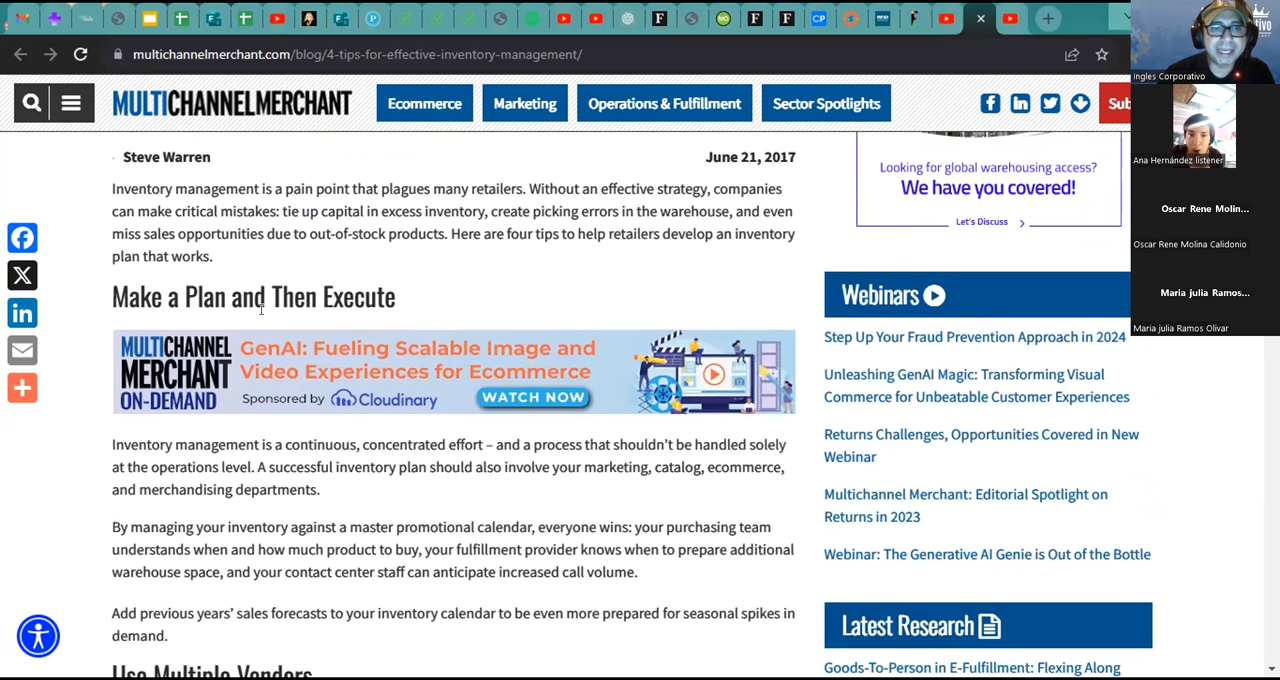 multichannelmerchant.com/blog/4-tips-for-effective-inventory-management/
MULTICHANNELMERCHANT
Ecommerce
Marketing
Operations & Fulfillment
Sector Spotlights
Sub
Steve Warren
June 21, 2017
Inventory management is a pain point that plagues many retailers. Without an effective strategy, companies
can make critical mistakes: tie up capital in excess inventory, create picking errors in the warehouse, and even
miss sales opportunities due to out-of-stock products. Here are four tips to help retailers develop an inventory
plan that works.
Make a Plan and Then Execute
MULTICHANNEL
MERCHANT
ON-DEMAND
GenAI: Fueling Scalable Image and
Video Experiences for Ecommerce
Sponsored by Cloudinary
WATCH NOW
Inventory management is a continuous, concentrated effort – and a process that shouldn't be handled solely
at the operations level. A successful inventory plan should also involve your marketing, catalog, ecommerce,
and merchandising departments.
By managing your inventory against a master promotional calendar, everyone wins: your purchasing team
understands when and how much product to buy, your fulfillment provider knows when to prepare additional
warehouse space, and your contact center staff can anticipate increased call volume.
Add previous years' sales forecasts to your inventory calendar to be even more prepared for seasonal spikes in
demand.
Use Multiple Vendors
Looking for global warehousing access?
We have you covered!
Let's Discuss
Webinars
Step Up Your Fraud Prevention Approach in 2024
Unleashing GenAI Magic: Transforming Visual
Commerce for Unbeatable Customer Experiences
Returns Challenges, Opportunities Covered in New
Webinar
Multichannel Merchant: Editorial Spotlight on
Returns in 2023
Webinar: The Generative AI Genie is Out of the Bottle
Latest Research
Goods-To-Person in E-Fulfillment: Flexing Along
Ingles Corporativo
Ana Hernández listener
Oscar Rene Molin...
Oscar Rene Molina Calidonio
Maria julia Ramos...
Maria julia Ramos Olivar